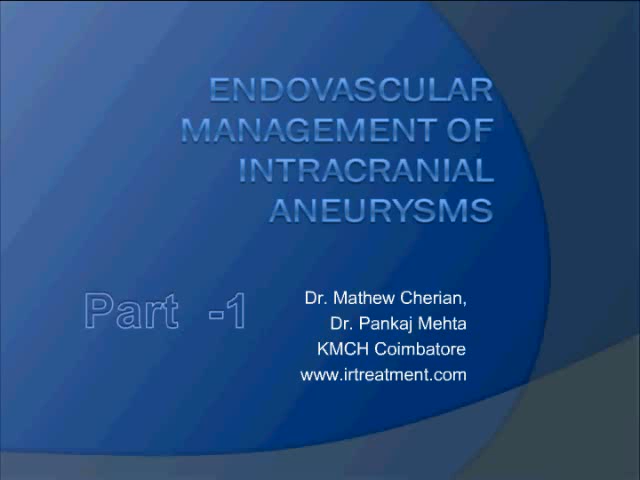 ENDOVASCULAR
MANAGEMENT OF
INTRACRANIAL
ANEURYSMS
Part -1
Dr. Mathew Cherian,
Dr. Pankaj Mehta
KMCH Coimbatore
www.irtreatment.com